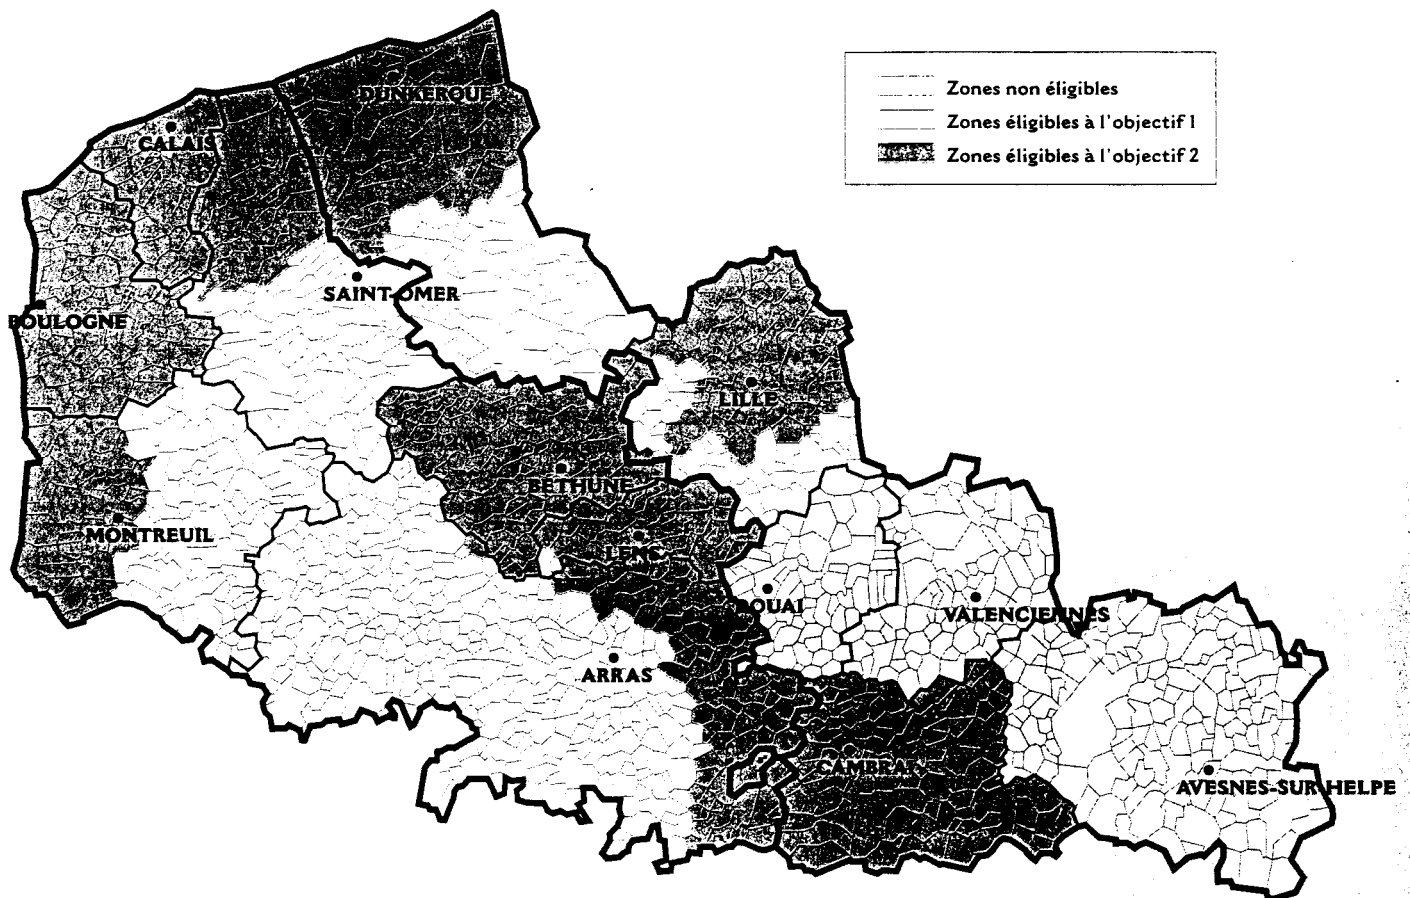 DUNKERQUE
Zones non éligibles
Zones éligibles à l'objectif 1
CALAIS
Zones éligibles à l'objectif 2
SAINT-OMER
BOULOGNE
LILLE
BÉTHUNE
MONTREUIL
LENS
DOUAI
VALENCIENNES
ARRAS
CAMBRAI
AVESNES-SUR-HELPE